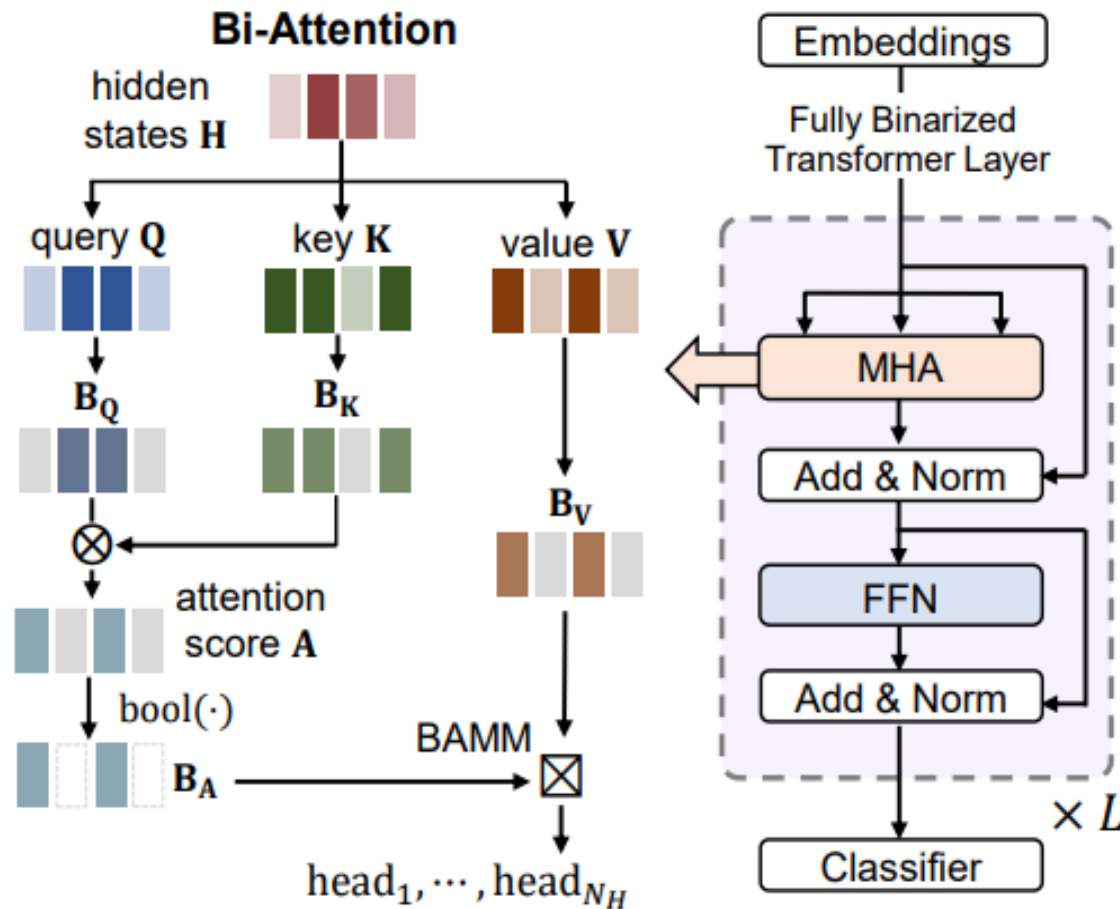 Bi-Attention
hidden
states H
query Q
key K
value V
B_Q
B_K
B_V
attention
score A
bool(·)
B_A
BAMM
head_1, ⋯, head_{N_H}
Embeddings
Fully Binarized
Transformer Layer
MHA
Add & Norm
FFN
Add & Norm
× L
Classifier